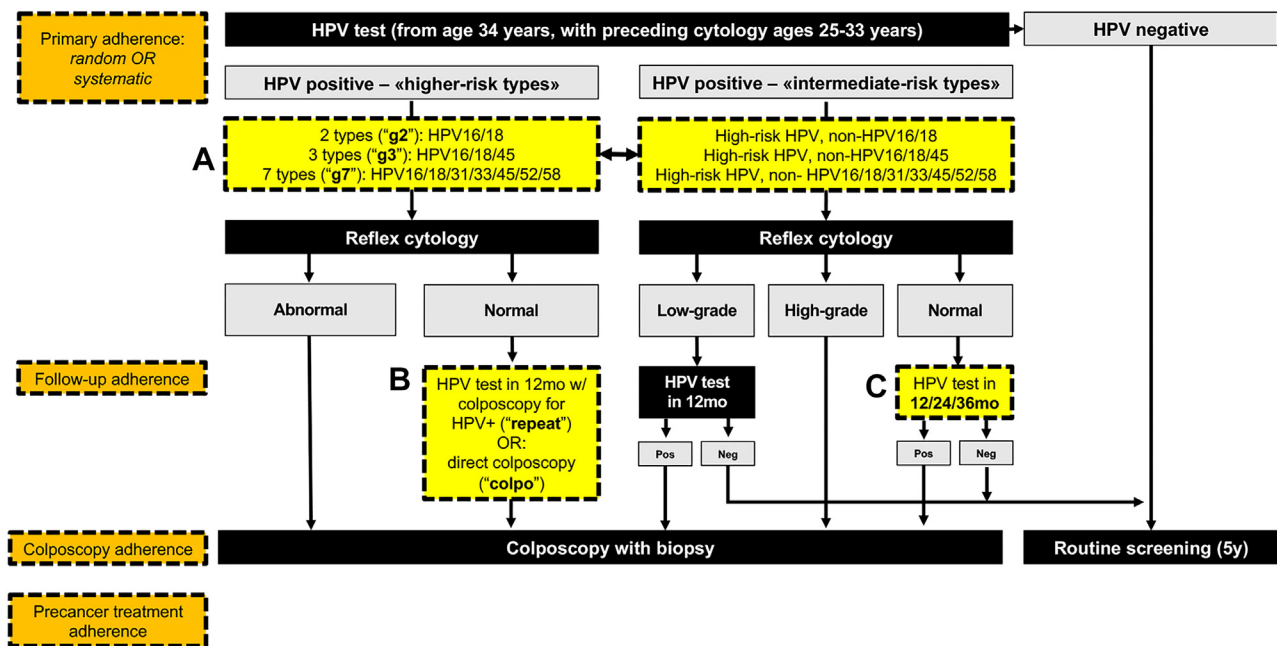 HPV test (from age 34 years, with preceding cytology ages 25-33 years)
HPV negative
Primary adherence:
random OR
systematic
HPV positive – «higher-risk types»
HPV positive – «intermediate-risk types»
A
2 types (“g2”): HPV16/18
3 types (“g3”): HPV16/18/45
7 types (“g7”): HPV16/18/31/33/45/52/58
High-risk HPV, non-HPV16/18
High-risk HPV, non-HPV16/18/45
High-risk HPV, non- HPV16/18/31/33/45/52/58
Reflex cytology
Reflex cytology
Abnormal
Normal
Low-grade
High-grade
Normal
Follow-up adherence
B
HPV test in 12mo w/
colposcopy for
HPV+ (“repeat”)
OR:
direct colposcopy
(“colpo”)
HPV test
in 12mo
C
HPV test in
12/24/36mo
Pos
Neg
Pos
Neg
Colposcopy adherence
Colposcopy with biopsy
Routine screening (5y)
Precancer treatment
adherence